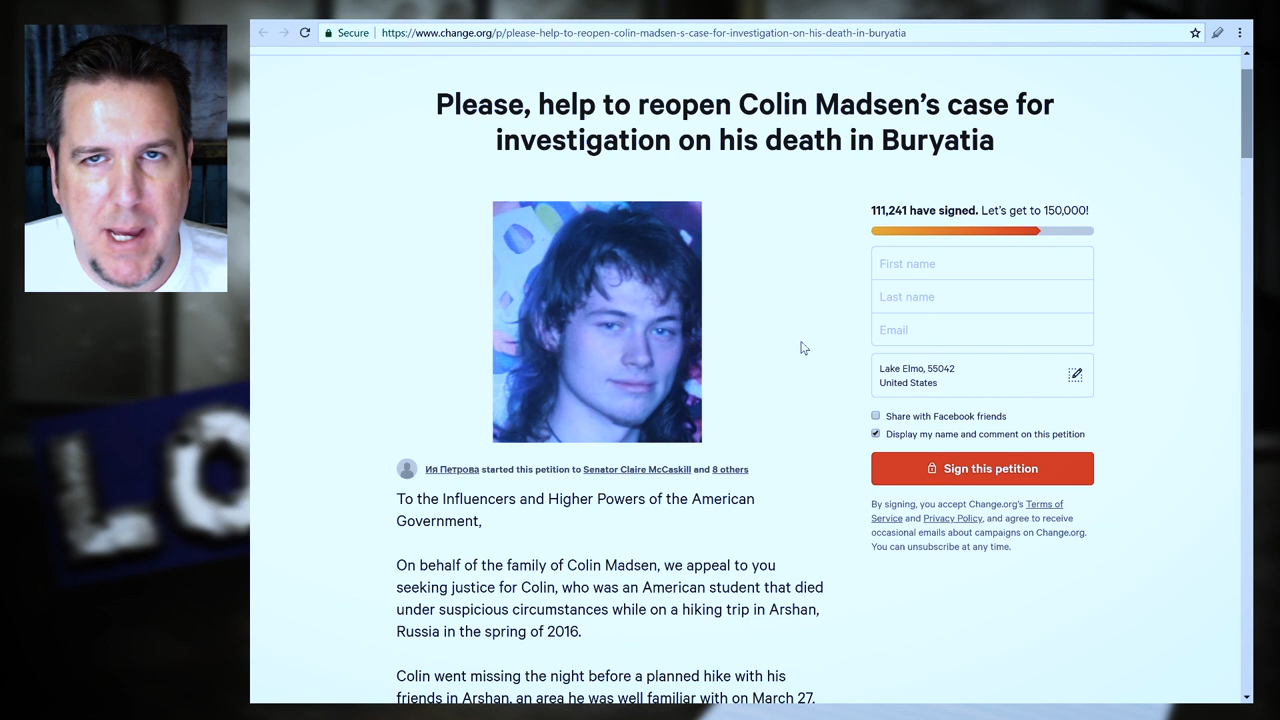 Secure
https://www.change.org/p/please-help-to-reopen-colin-madsen-s-case-for-investigation-on-his-death-in-buryatia
Please, help to reopen Colin Madsen’s case for
investigation on his death in Buryatia
111,241 have signed. Let’s get to 150,000!
First name
Last name
Email
Lake Elmo, 55042
United States
Share with Facebook friends
Display my name and comment on this petition
Sign this petition
By signing, you accept Change.org’s Terms of
Service and Privacy Policy, and agree to receive
occasional emails about campaigns on Change.org.
You can unsubscribe at any time.
Ия Петрова started this petition to Senator Claire McCaskill and 8 others
To the Influencers and Higher Powers of the American
Government,
On behalf of the family of Colin Madsen, we appeal to you
seeking justice for Colin, who was an American student that died
under suspicious circumstances while on a hiking trip in Arshan,
Russia in the spring of 2016.
Colin went missing the night before a planned hike with his
friends in Arshan, an area he was well familiar with on March 27,
LO